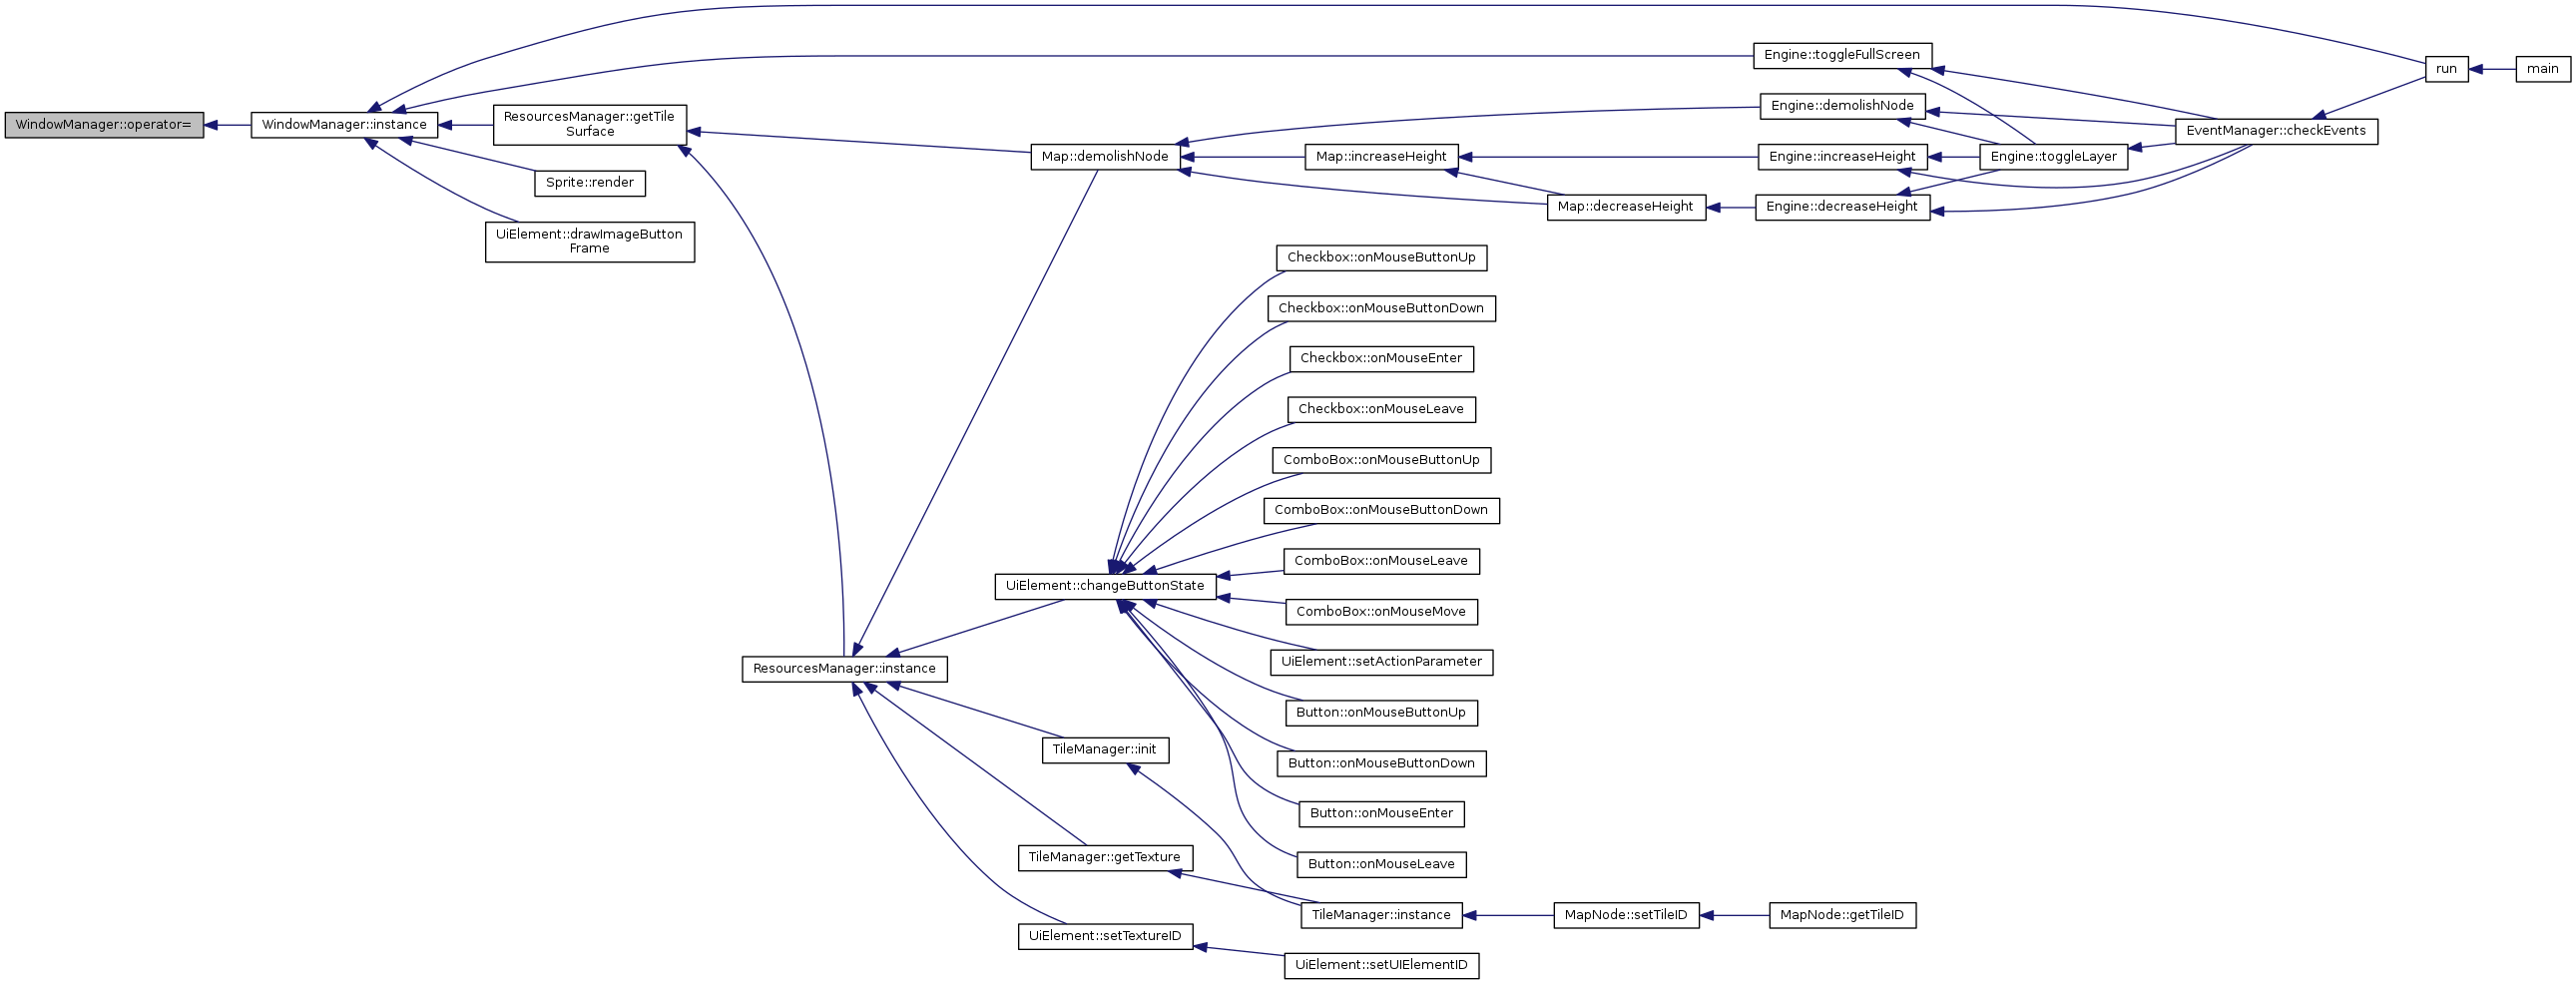 WindowManager::operator=
WindowManager::instance
ResourcesManager::getTile
Surface
Sprite::render
UiElement::drawImageButton
Frame
ResourcesManager::instance
Map::demolishNode
Map::increaseHeight
Map::decreaseHeight
Engine::toggleFullScreen
Engine::demolishNode
Engine::increaseHeight
Engine::decreaseHeight
Engine::toggleLayer
EventManager::checkEvents
run
main
UiElement::changeButtonState
Checkbox::onMouseButtonUp
Checkbox::onMouseButtonDown
Checkbox::onMouseEnter
Checkbox::onMouseLeave
ComboBox::onMouseButtonUp
ComboBox::onMouseButtonDown
ComboBox::onMouseLeave
ComboBox::onMouseMove
UiElement::setActionParameter
Button::onMouseButtonUp
Button::onMouseButtonDown
Button::onMouseEnter
Button::onMouseLeave
TileManager::init
TileManager::getTexture
TileManager::instance
MapNode::setTileID
MapNode::getTileID
UiElement::setTextureID
UiElement::setUIElementID